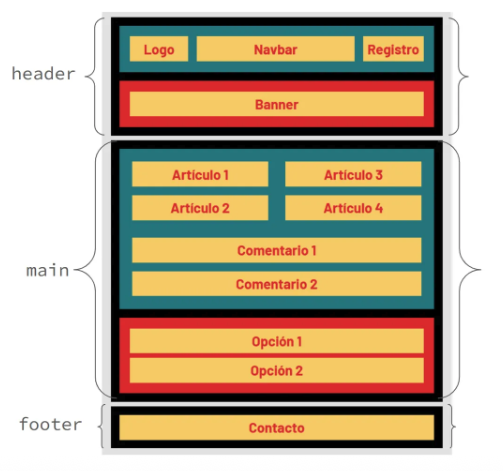 header
Logo Navbar Registro
Banner
main
Artículo 1 Artículo 3
Artículo 2 Artículo 4
Comentario 1
Comentario 2
Opción 1
Opción 2
footer
Contacto